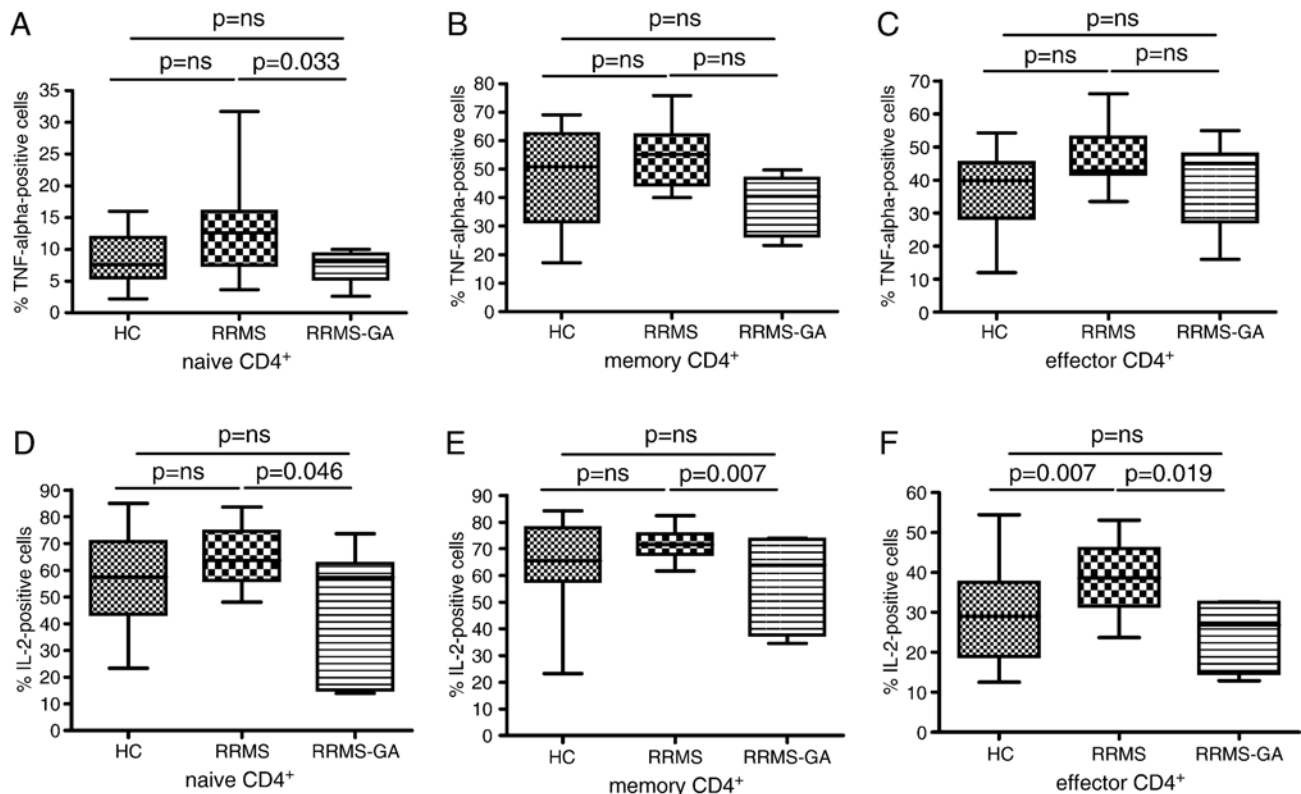 A
p=ns
p=ns
p=0.033
% TNF-alpha-positive cells
35
30
25
20
15
10
5
0
HC
RRMS
RRMS-GA
naive CD4+
B
p=ns
p=ns
p=ns
% TNF-alpha-positive cells
80
70
60
50
40
30
20
10
0
HC
RRMS
RRMS-GA
memory CD4+
C
p=ns
p=ns
p=ns
% TNF-alpha-positive cells
70
60
50
40
30
20
10
0
HC
RRMS
RRMS-GA
effector CD4+
D
p=ns
p=ns
p=0.046
% IL-2-positive cells
90
80
70
60
50
40
30
20
10
0
HC
RRMS
RRMS-GA
naive CD4+
E
p=ns
p=ns
p=0.007
% IL-2-positive cells
90
80
70
60
50
40
30
20
10
0
HC
RRMS
RRMS-GA
memory CD4+
F
p=ns
p=0.007
p=0.019
% IL-2-positive cells
60
50
40
30
20
10
0
HC
RRMS
RRMS-GA
effector CD4+